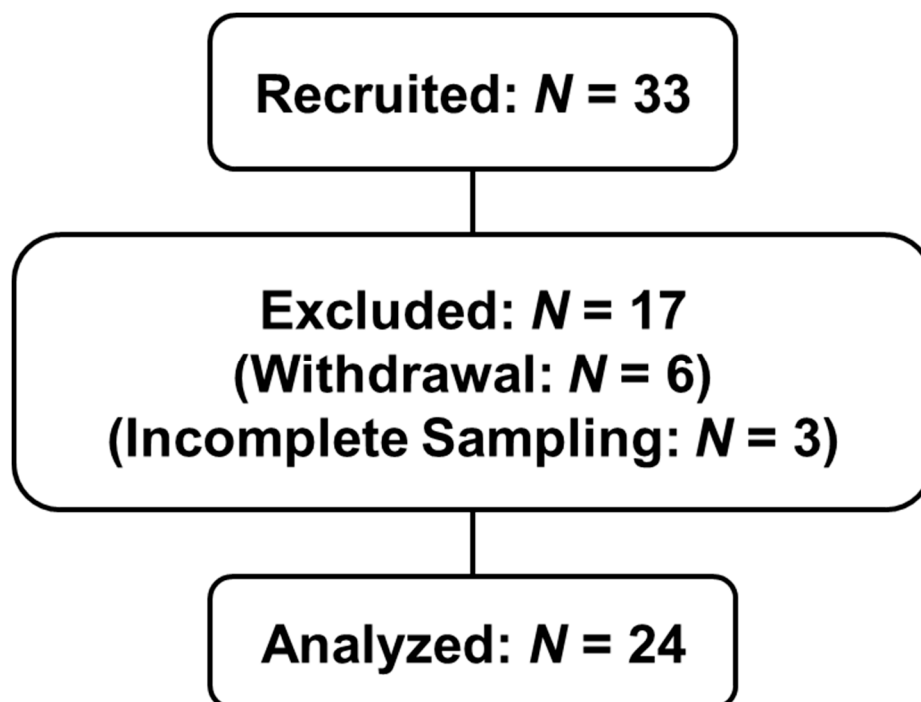 Recruited: N = 33
Excluded: N = 17
(Withdrawal: N = 6)
(Incomplete Sampling: N = 3)
Analyzed: N = 24